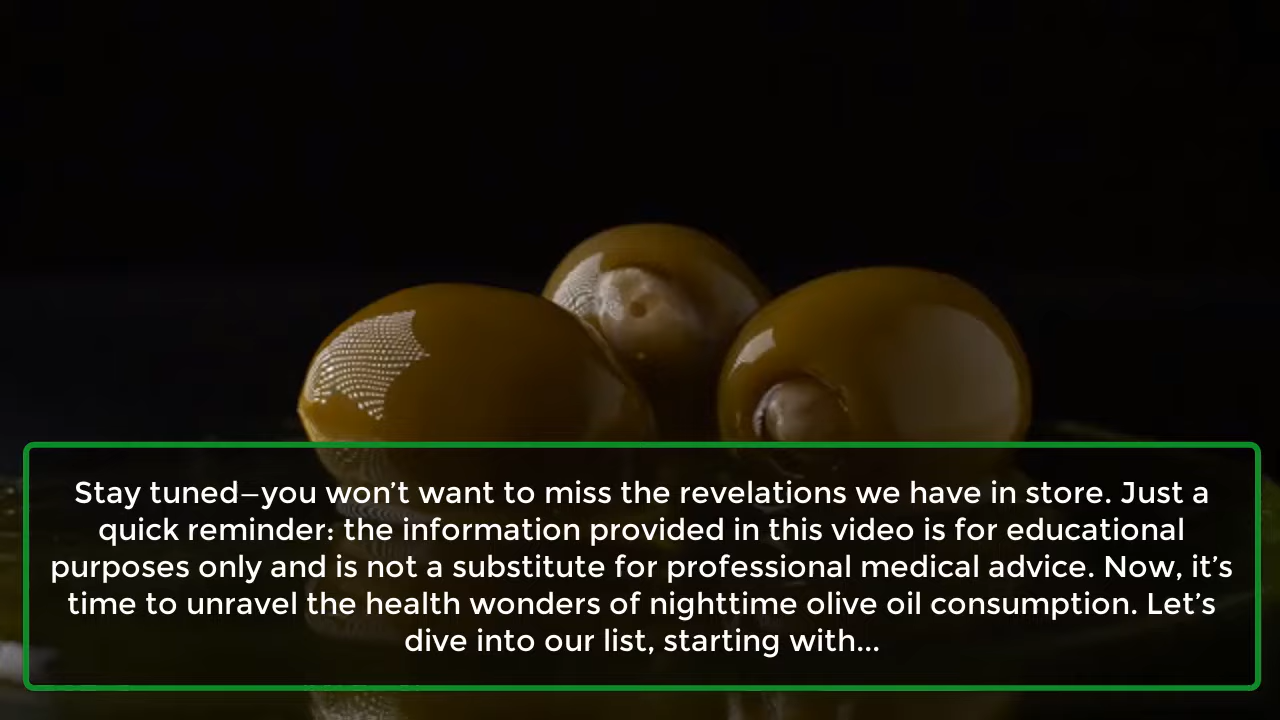 Stay tuned—you won’t want to miss the revelations we have in store. Just a
quick reminder: the information provided in this video is for educational
purposes only and is not a substitute for professional medical advice. Now, it’s
time to unravel the health wonders of nighttime olive oil consumption. Let’s
dive into our list, starting with...